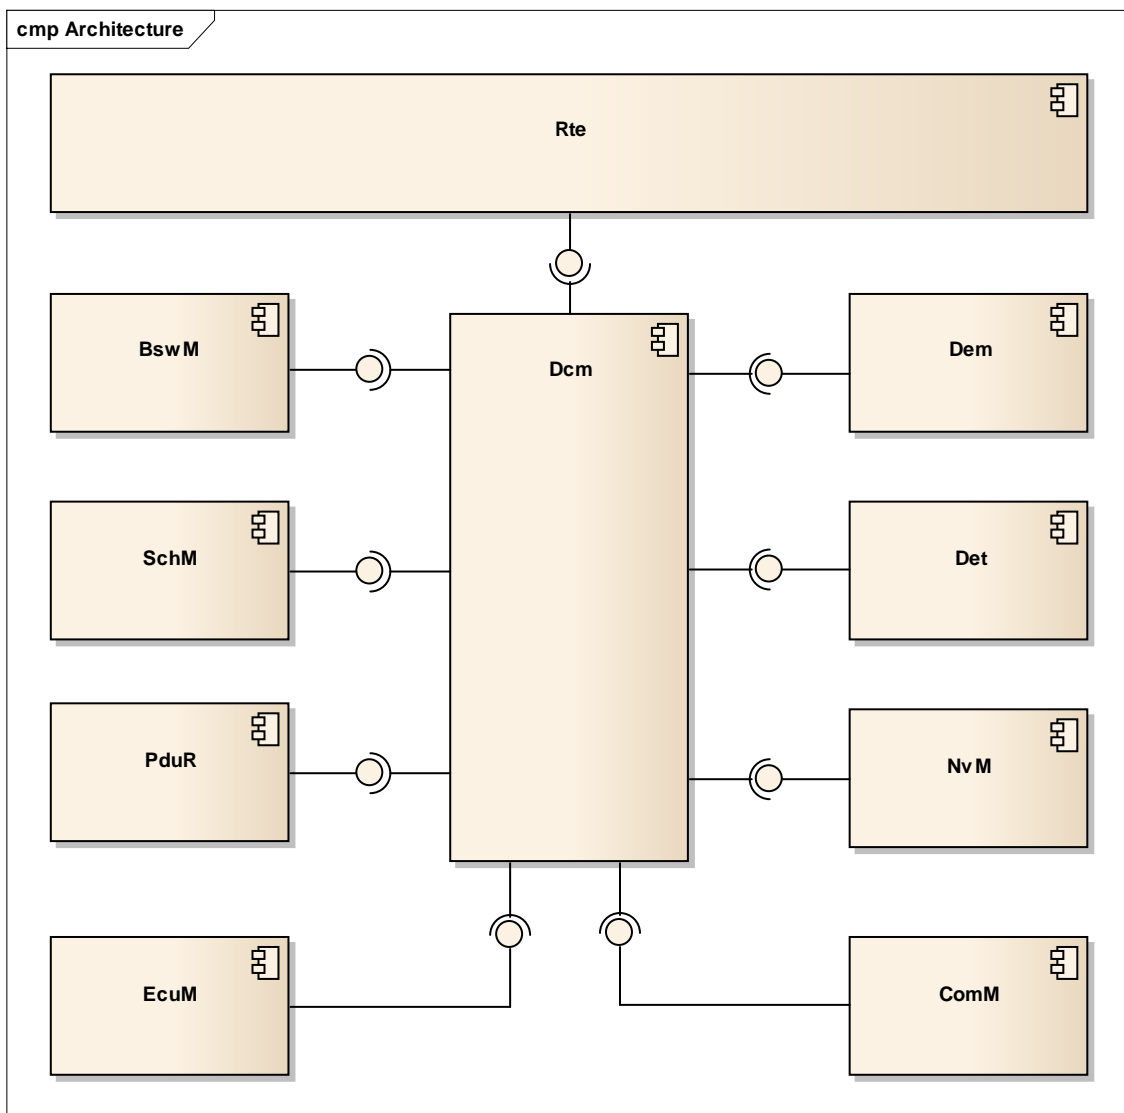 cmp Architecture
Rte
BswM
Dcm
Dem
SchM
Det
PduR
NvM
EcuM
ComM